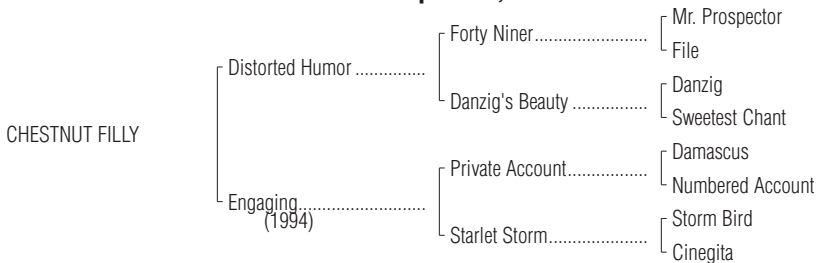 Mr. Prospector
Forty Niner.......................
File
Distorted Humor ...............
Danzig
Danzig's Beauty ................
Sweetest Chant
CHESTNUT FILLY
Damascus
Private Account.................
Numbered Account
Engaging...........................
(1994)
Storm Bird
Starlet Storm.....................
Cinegita